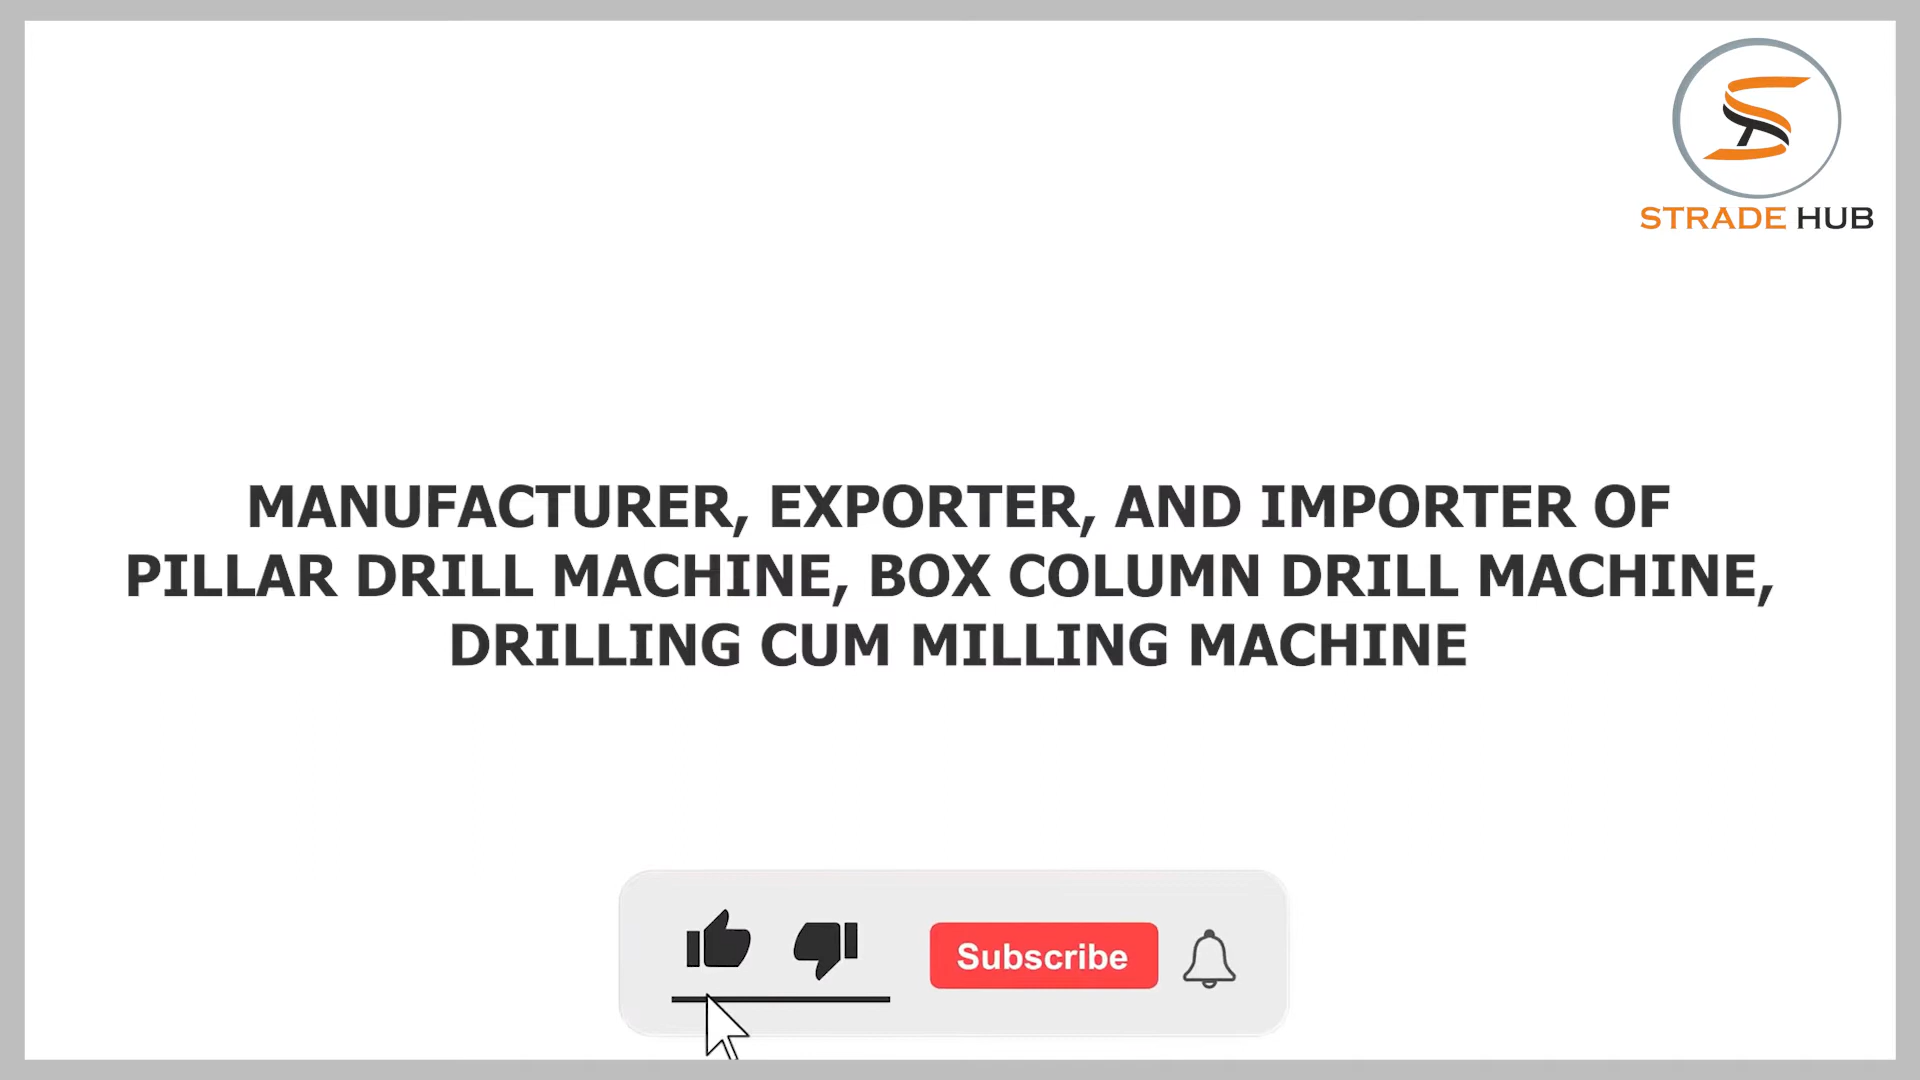 STRADE HUB
MANUFACTURER, EXPORTER, AND IMPORTER OF
PILLAR DRILL MACHINE, BOX COLUMN DRILL MACHINE,
DRILLING CUM MILLING MACHINE
Subscribe